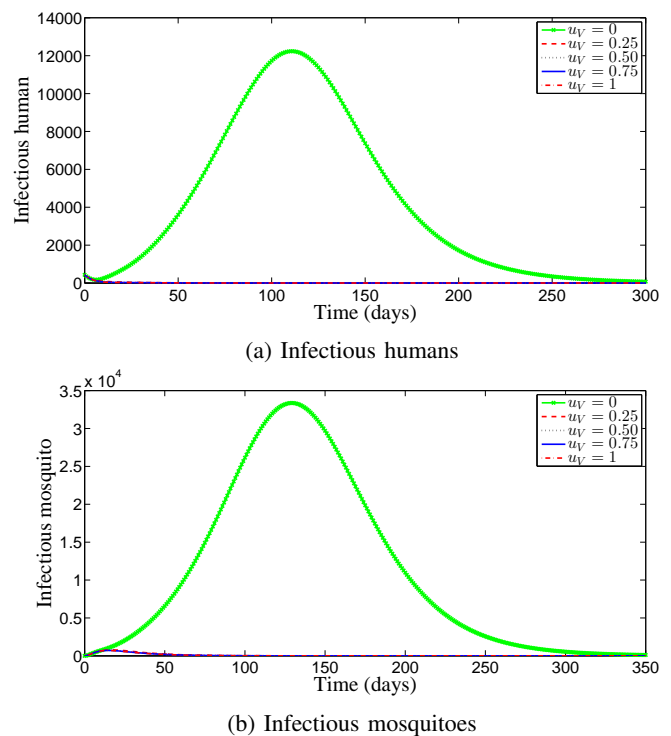 14000
12000
10000
8000
6000
4000
2000
0
Infectious human
u_V = 0
u_V = 0.25
u_V = 0.50
u_V = 0.75
u_V = 1
0 50 100 150 200 250 300
Time (days)
(a) Infectious humans
x 10^4
3.5
3
2.5
2
1.5
1
0.5
0
Infectious mosquito
u_V = 0
u_V = 0.25
u_V = 0.50
u_V = 0.75
u_V = 1
0 50 100 150 200 250 300 350
Time (days)
(b) Infectious mosquitoes